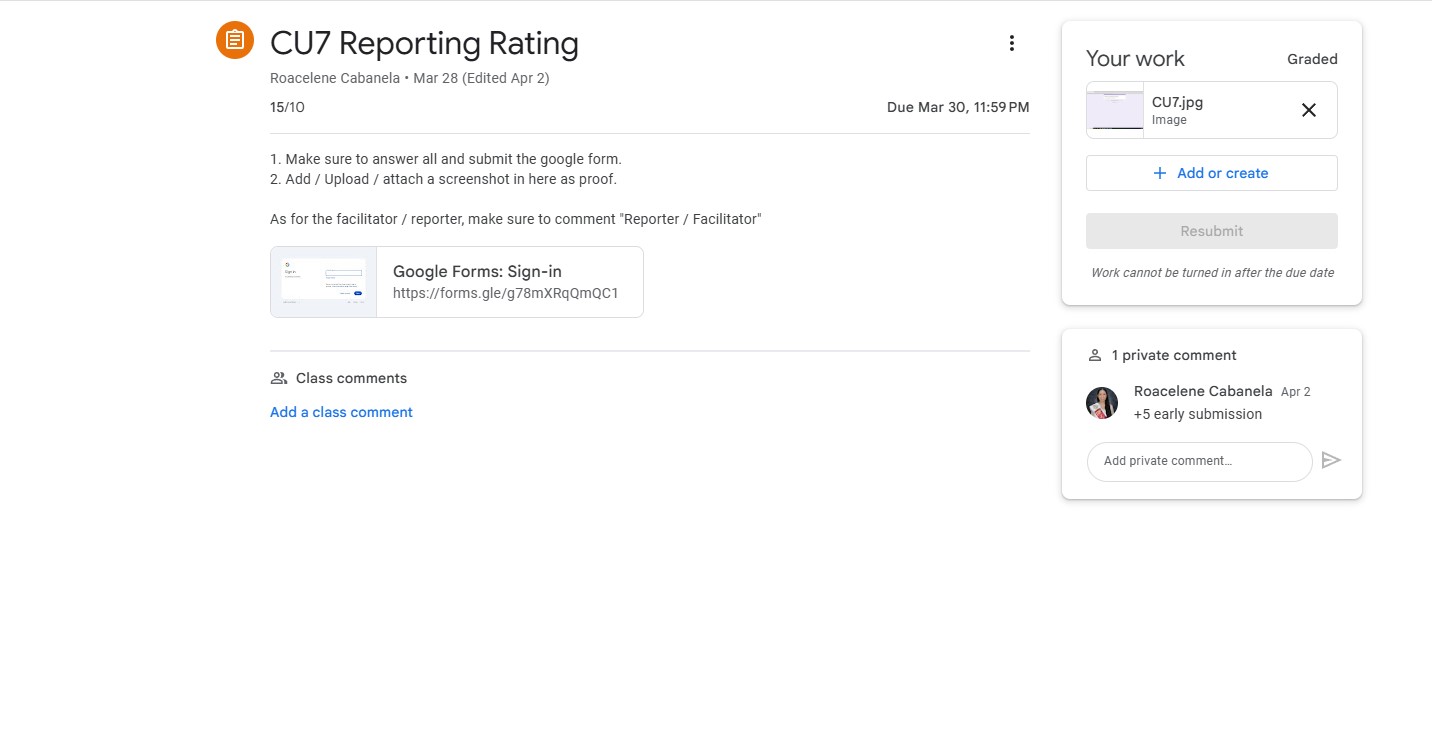 CU7 Reporting Rating
Roacelene Cabanela • Mar 28 (Edited Apr 2)
15/10
Due Mar 30, 11:59 PM
1. Make sure to answer all and submit the google form.
2. Add / Upload / attach a screenshot in here as proof.
As for the facilitator / reporter, make sure to comment "Reporter / Facilitator"
Google Forms: Sign-in
https://forms.gle/g78mXRqQmQC1
Class comments
Add a class comment
Your work
Graded
CU7.jpg
Image
Add or create
Resubmit
Work cannot be turned in after the due date
1 private comment
Roacelene Cabanela Apr 2
+5 early submission
Add private comment…